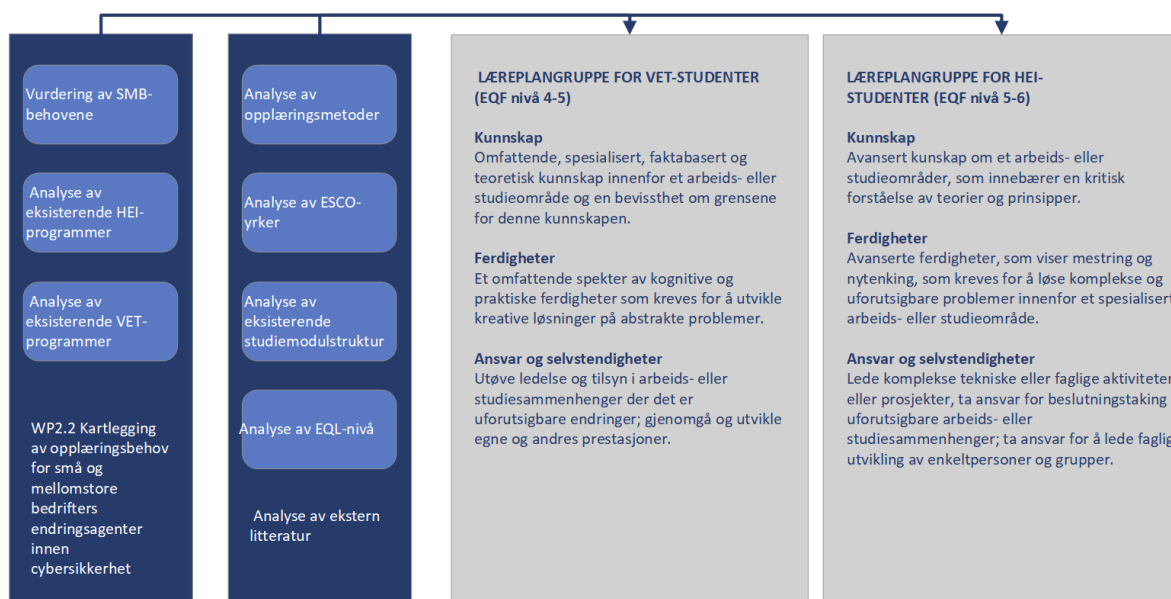 Vurdering av SMB-
behovene
Analyse av
eksisterende HEI-
programmer
Analyse av
eksisterende VET-
programmer
WP2.2 Kartlegging
av opplæringsbehov
for små og
mellomstore
bedrifters
endringsagenter
innen
cybersikkerhet
Analyse av
opplæringsmetoder
Analyse av ESCO-
yrker
Analyse av
eksisterende
studiemodulstruktur
Analyse av EQL-nivå
Analyse av ekstern
litteratur
LÆREPLANGRUPPE FOR VET-STUDENTER
(EQF nivå 4-5)
Kunnskap
Omfattende, spesialisert, faktabasert og
teoretisk kunnskap innenfor et arbeids- eller
studieområde og en bevissthet om grensene
for denne kunnskapen.
Ferdigheter
Et omfattende spekter av kognitive og
praktiske ferdigheter som kreves for å utvikle
kreative løsninger på abstrakte problemer.
Ansvar og selvstendigheter
Utøve ledelse og tilsyn i arbeids- eller
studiesammenhenger der det er
uforutsigbare endringer; gjenomgå og utvikle
egne og andres prestasjoner.
LÆREPLANGRUPPE FOR HEI-
STUDENTER (EQF nivå 5-6)
Kunnskap
Avansert kunskap om et arbeids- eller
studieområder, som innebærer en kritisk
forståelse av teorier og prinsipper.
Ferdigheter
Avanserte ferdigheter, som viser mestring og
nytenking, som kreves for å løse komplekse og
uforutsigbare problemer innenfor et spesialisert
arbeids- eller studieområde.
Ansvar og selvstendigheter
Lede komplekse tekniske eller faglige aktiviteter
eller prosjekter, ta ansvar for beslutningstaking
uforutsigbare arbeids- eller
studiesammenhenger; ta ansvar for å lede faglig
utvikling av enkeltpersoner og grupper.